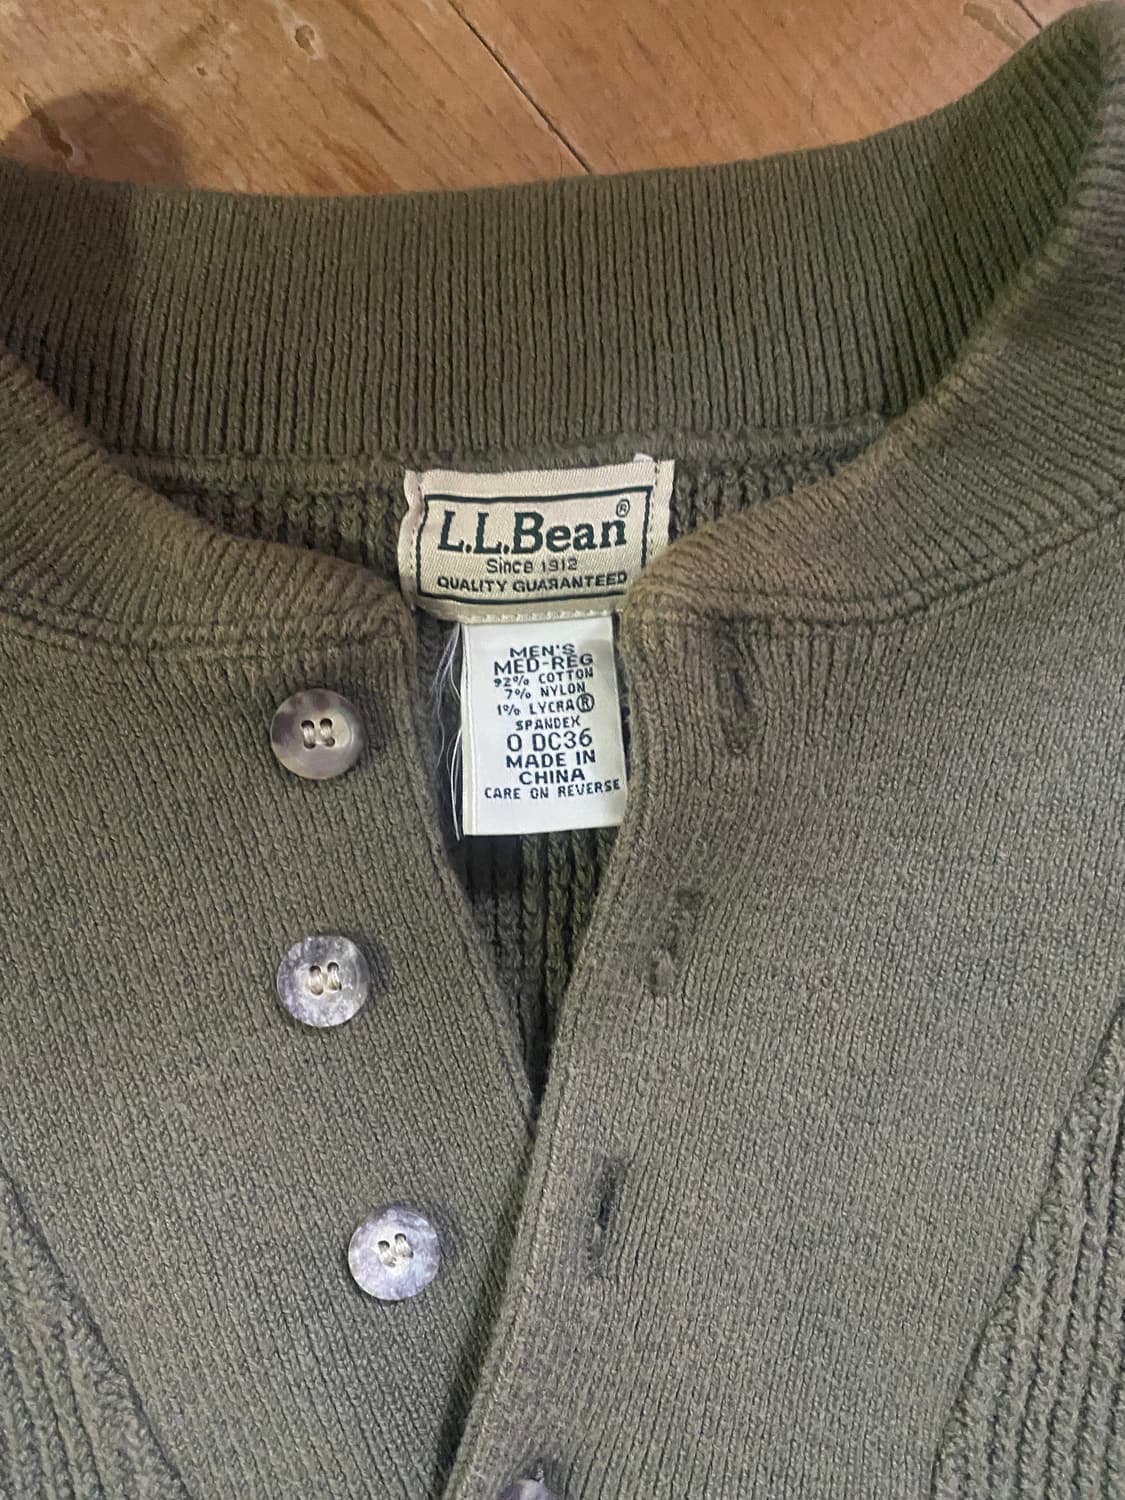 L.L.Bean®
Since 1912
QUALITY GUARANTEED
MEN'S
MED-REG
92% COTTON
7% NYLON
1% LYCRA®
SPANDEX
0 DC36
MADE IN
CHINA
CARE ON REVERSE